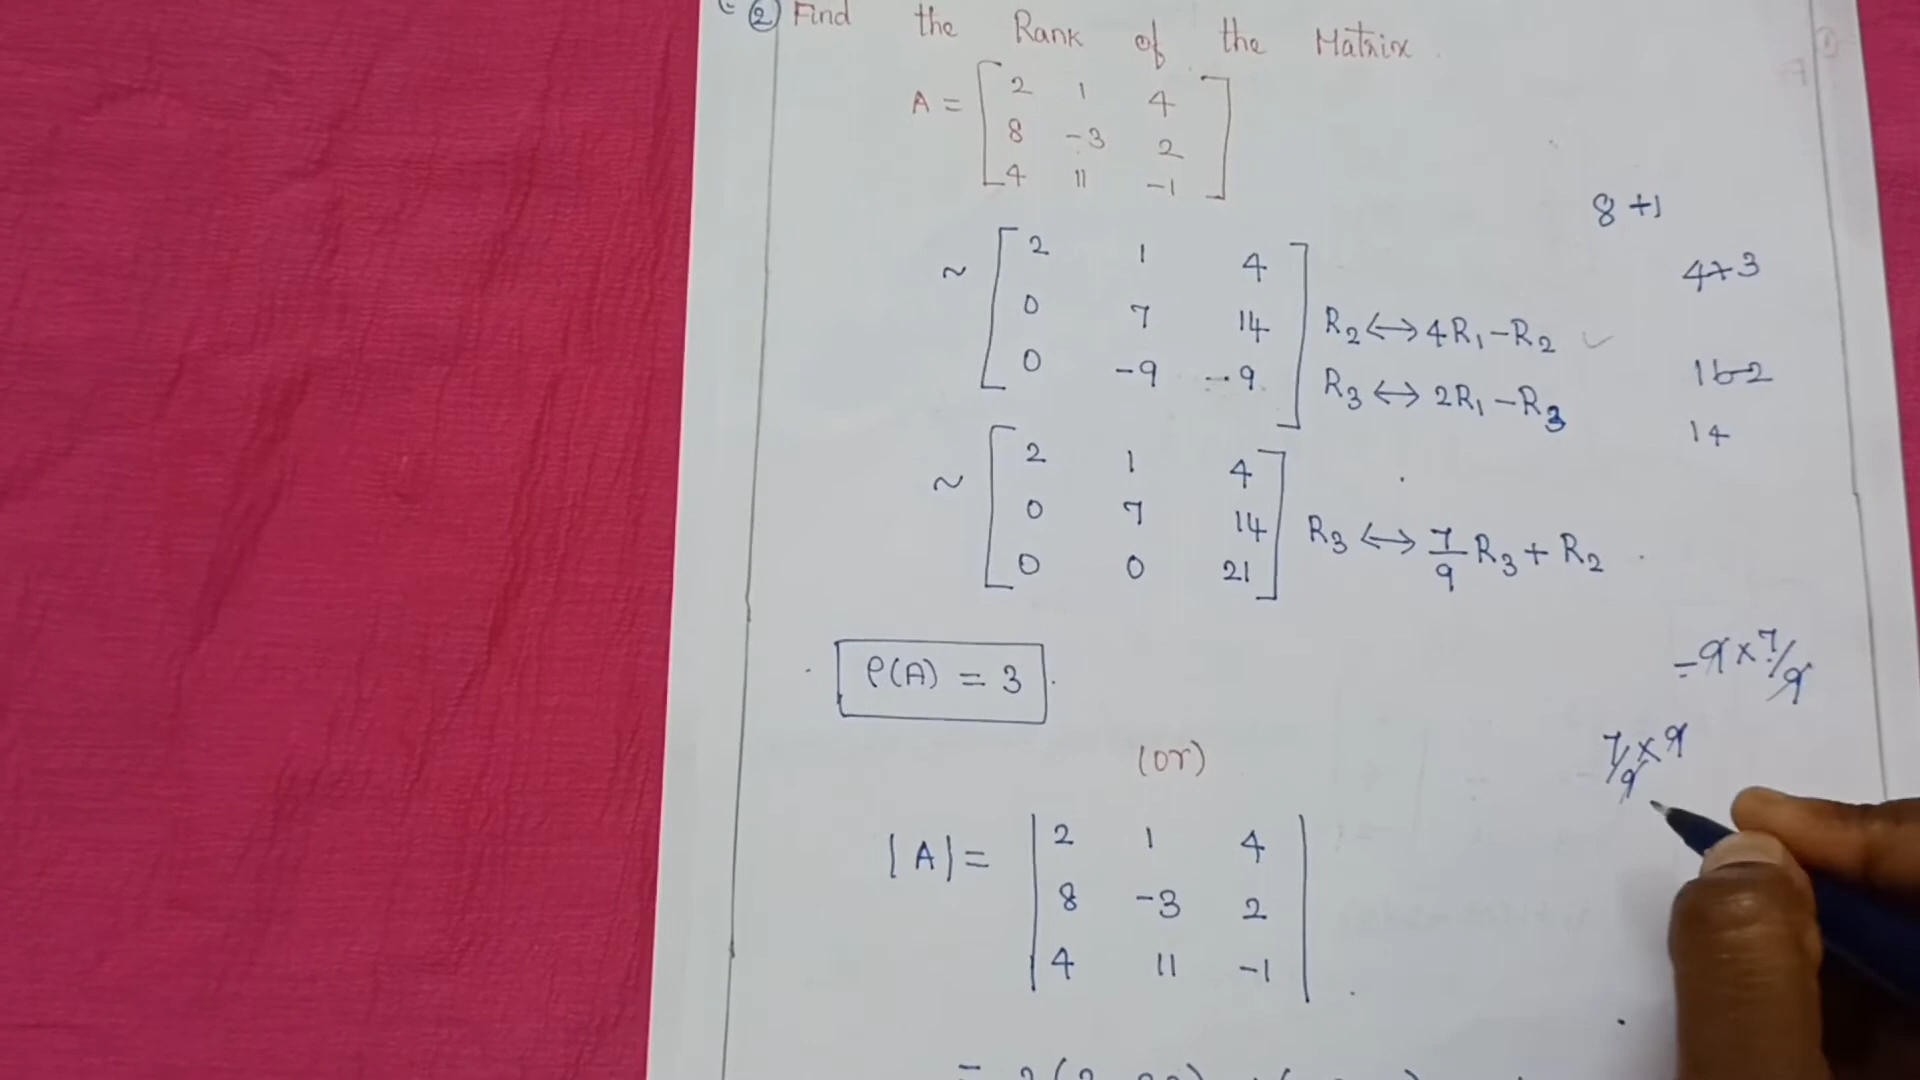 ② Find the Rank of the Matrix
A = [ 2 1 4
8 -3 2
4 11 -1 ]
8 + 1
~ [ 2 1 4
4 + 3
0 7 14 R₂ ↔ 4R₁ - R₂ ✓
0 -9 -9 ] R₃ ↔ 2R₁ - R₃
16 - 2
14
~ [ 2 1 4
0 7 14 R₃ ↔ 7/9 R₃ + R₂
0 0 21 ]
ρ(A) = 3
-9 × 7/9
7/9 × 9
(or)
|A| = | 2 1 4 |
| 8 -3 2 |
| 4 11 -1 |